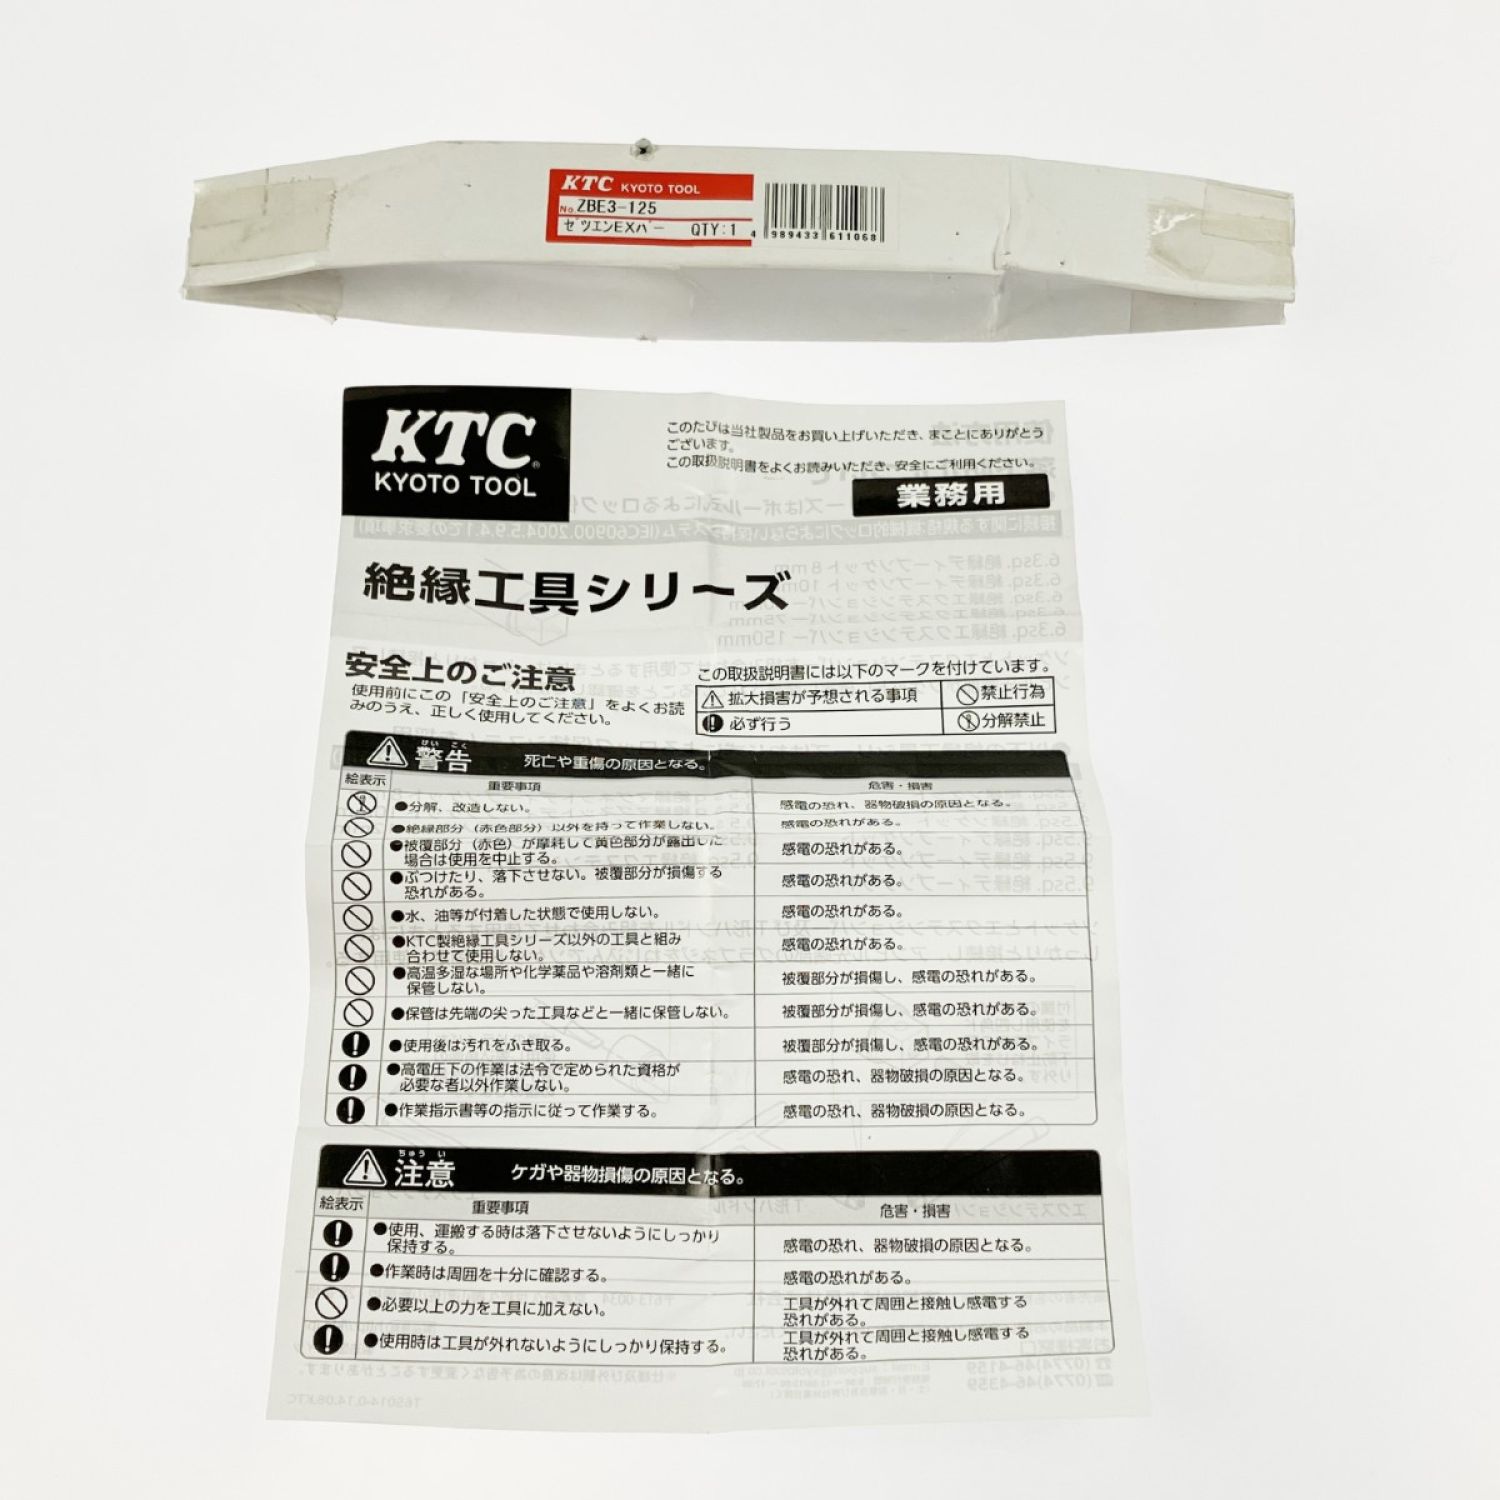 KTC KYOTO TOOL
No. ZBE3-125
ゼツエンEXバー QTY:1
4 989433 611068
KTC
KYOTO TOOL
このたびは当社製品をお買い上げいただき、まことにありがとう
ございます。
この取扱説明書をよくお読みいただき、安全にご利用ください。
業務用
絶縁工具シリーズ
安全上のご注意
使用前にこの「安全上のご注意」をよくお読
みのうえ、正しく使用してください。
この取扱説明書には以下のマークを付けています。
拡大損害が予想される事項 禁止行為
必ず行う 分解禁止
警告 死亡や重傷の原因となる。
けい こく
絵表示 重要事項 危害・損害
●分解、改造しない。 感電の恐れ、器物破損の原因となる。
●絶縁部分（赤色部分）以外を持って作業しない。 感電の恐れがある。
●被覆部分（赤色）が摩耗して黄色部分が露出した
場合は使用を中止する。 感電の恐れがある。
●ぶつけたり、落下させない。被覆部分が損傷する
恐れがある。 感電の恐れがある。
●水、油等が付着した状態で使用しない。 感電の恐れがある。
●KTC製絶縁工具シリーズ以外の工具と組み
合わせて使用しない。 感電の恐れがある。
●高温多湿な場所や化学薬品や溶剤類と一緒に
保管しない。 被覆部分が損傷し、感電の恐れがある。
●保管は先端の尖った工具などと一緒に保管しない。 被覆部分が損傷し、感電の恐れがある。
●使用後は汚れをふき取る。 被覆部分が損傷し、感電の恐れがある。
●高電圧下の作業は法令で定められた資格が
必要な者以外作業しない。 感電の恐れ、器物破損の原因となる。
●作業指示書等の指示に従って作業する。 感電の恐れ、器物破損の原因となる。
ちゅう い
注意 ケガや器物損傷の原因となる。
絵表示 重要事項 危害・損害
●使用、運搬する時は落下させないようにしっかり
保持する。 感電の恐れ、器物破損の原因となる。
●作業時は周囲を十分に確認する。 感電の恐れがある。
●必要以上の力を工具に加えない。 工具が外れて周囲と接触し感電する
恐れがある。
●使用時は工具が外れないようにしっかり保持する。 工具が外れて周囲と接触し感電する
恐れがある。